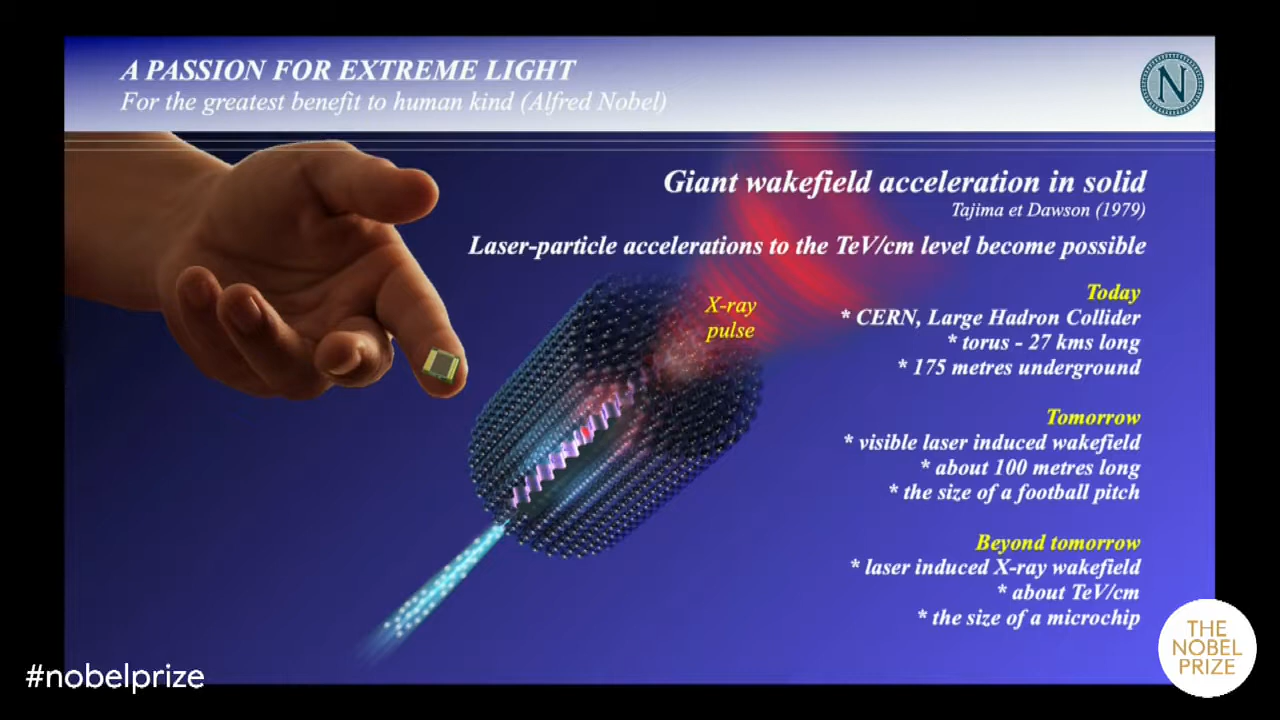 A PASSION FOR EXTREME LIGHT
For the greatest benefit to human kind (Alfred Nobel)
N
Giant wakefield acceleration in solid
Tajima et Dawson (1979)
Laser-particle accelerations to the TeV/cm level become possible
X-ray
pulse
Today
* CERN, Large Hadron Collider
* torus - 27 kms long
* 175 metres underground
Tomorrow
* visible laser induced wakefield
* about 100 metres long
* the size of a football pitch
Beyond tomorrow
* laser induced X-ray wakefield
* about TeV/cm
* the size of a microchip
#nobelprize
THE
NOBEL
PRIZE